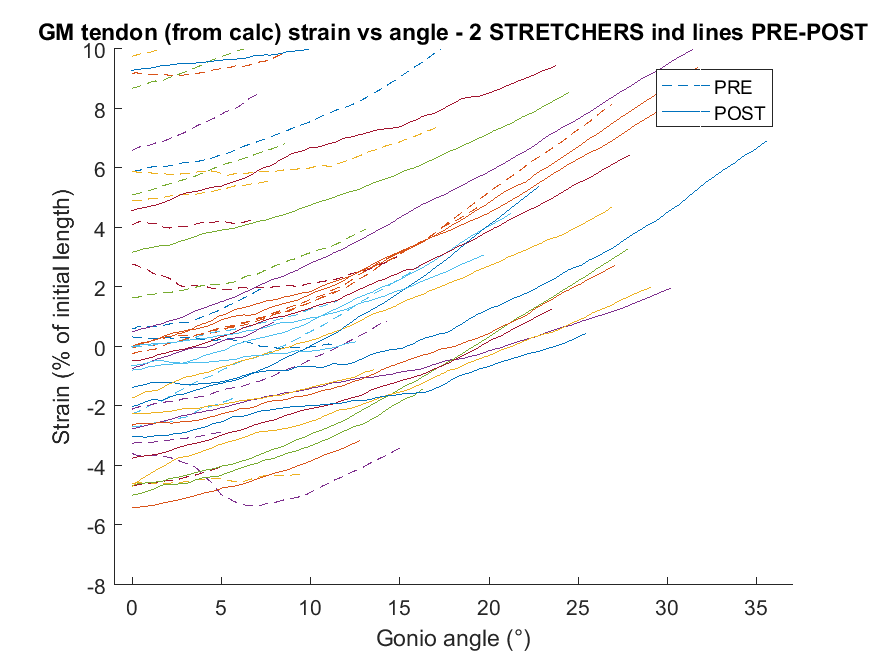 GM tendon (from calc) strain vs angle - 2 STRETCHERS ind lines PRE-POST
10
8
6
4
2
0
-2
-4
-6
-8
Strain (% of initial length)
PRE
POST
0 5 10 15 20 25 30 35
Gonio angle (°)